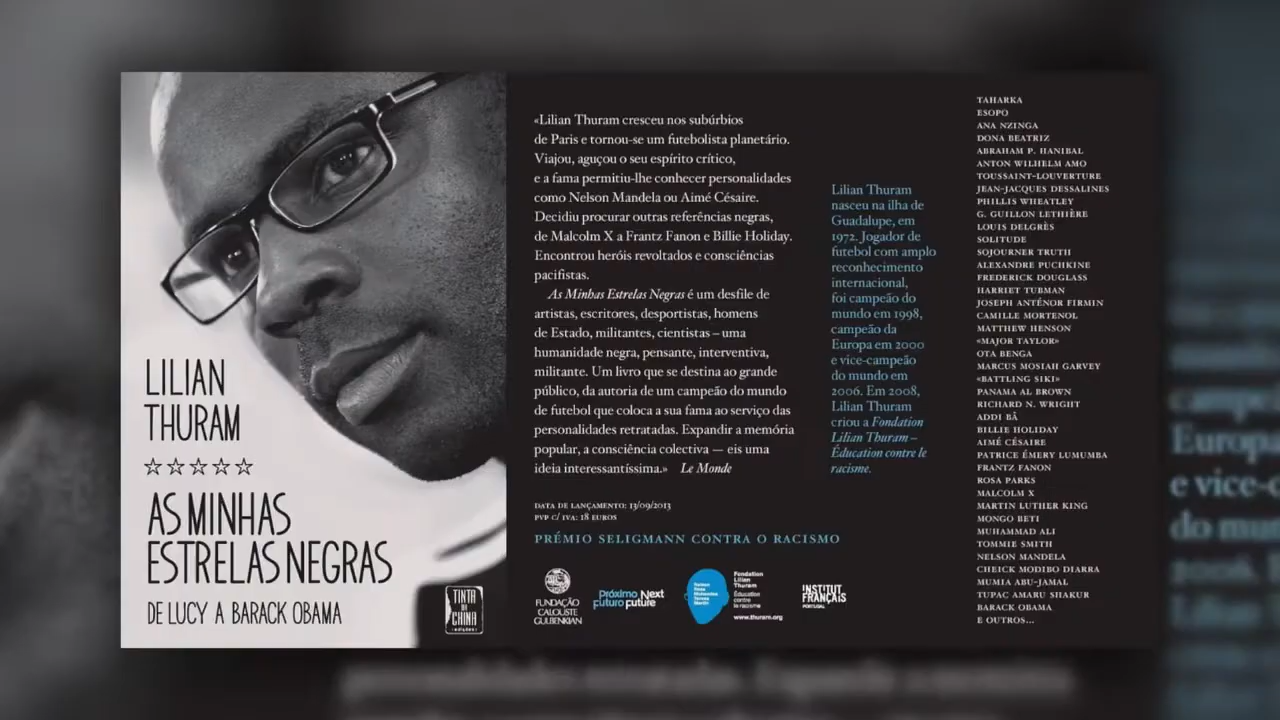 LILIAN
THURAM
☆☆☆☆☆
AS MINHAS
ESTRELAS NEGRAS
DE LUCY A BARACK OBAMA
TINTA
DA
CHINA
«Lilian Thuram cresceu nos subúrbios
de Paris e tornou-se um futebolista planetário.
Viajou, aguçou o seu espírito crítico,
e a fama permitiu-lhe conhecer personalidades
como Nelson Mandela ou Aimé Césaire.
Decidiu procurar outras referências negras,
de Malcolm X a Frantz Fanon e Billie Holiday.
Encontrou heróis revoltados e consciências
pacifistas.
As Minhas Estrelas Negras é um desfile de
artistas, escritores, desportistas, homens
de Estado, militantes, cientistas – uma
humanidade negra, pensante, interventiva,
militante. Um livro que se destina ao grande
público, da autoria de um campeão do mundo
de futebol que coloca a sua fama ao serviço das
personalidades retratadas. Expandir a memória
popular, a consciência colectiva — eis uma
ideia interessantíssima.» Le Monde
DATA DE LANÇAMENTO: 13/09/2013
PVP C/ IVA: 18 EUROS
PRÉMIO SELIGMANN CONTRA O RACISMO
FUNDAÇÃO
CALOUSTE
GULBENKIAN
Próximo Next
futuro future
Fondation
Lilian
Thuram
Éducation
contre
le racisme
www.thuram.org
INSTITUT
FRANÇAIS
PORTUGAL
Lilian Thuram
nasceu na ilha de
Guadalupe, em
1972. Jogador de
futebol com amplo
reconhecimento
internacional,
foi campeão do
mundo em 1998,
campeão da
Europa em 2000
e vice-campeão
do mundo em
2006. Em 2008,
Lilian Thuram
criou a Fondation
Lilian Thuram –
Éducation contre le
racisme.
TAHARKA
ESOPO
ANA NZINGA
DONA BEATRIZ
ABRAHAM P. HANIBAL
ANTON WILHELM AMO
TOUSSAINT-LOUVERTURE
JEAN-JACQUES DESSALINES
PHILLIS WHEATLEY
G. GUILLON LETHIÈRE
LOUIS DELGRÈS
SOLITUDE
SOJOURNER TRUTH
ALEXANDRE PUCHKINE
FREDERICK DOUGLASS
HARRIET TUBMAN
JOSEPH ANTÉNOR FIRMIN
CAMILLE MORTENOL
MATTHEW HENSON
«MAJOR TAYLOR»
OTA BENGA
MARCUS MOSIAH GARVEY
«BATTLING SIKI»
PANAMA AL BROWN
RICHARD N. WRIGHT
ADDI BÂ
BILLIE HOLIDAY
AIMÉ CÉSAIRE
PATRICE ÉMERY LUMUMBA
FRANTZ FANON
ROSA PARKS
MALCOLM X
MARTIN LUTHER KING
MONGO BETI
MUHAMMAD ALI
TOMMIE SMITH
NELSON MANDELA
CHEICK MODIBO DIARRA
MUMIA ABU-JAMAL
TUPAC AMARU SHAKUR
BARACK OBAMA
E OUTROS...